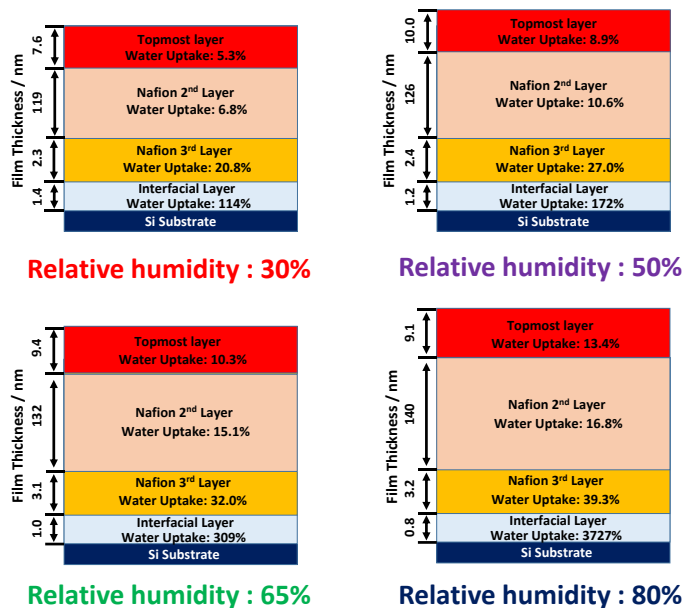 Film Thickness / nm
7.6
119
2.3
1.4
Topmost layer
Water Uptake: 5.3%
Nafion 2nd Layer
Water Uptake: 6.8%
Nafion 3rd Layer
Water Uptake: 20.8%
Interfacial Layer
Water Uptake: 114%
Si Substrate
Relative humidity : 30%
Film Thickness / nm
10.0
126
2.4
1.2
Topmost layer
Water Uptake: 8.9%
Nafion 2nd Layer
Water Uptake: 10.6%
Nafion 3rd Layer
Water Uptake: 27.0%
Interfacial Layer
Water Uptake: 172%
Si Substrate
Relative humidity : 50%
Film Thickness / nm
9.4
132
3.1
1.0
Topmost layer
Water Uptake: 10.3%
Nafion 2nd Layer
Water Uptake: 15.1%
Nafion 3rd Layer
Water Uptake: 32.0%
Interfacial Layer
Water Uptake: 309%
Si Substrate
Relative humidity : 65%
Film Thickness / nm
9.1
140
3.2
0.8
Topmost layer
Water Uptake: 13.4%
Nafion 2nd Layer
Water Uptake: 16.8%
Nafion 3rd Layer
Water Uptake: 39.3%
Interfacial Layer
Water Uptake: 3727%
Si Substrate
Relative humidity : 80%